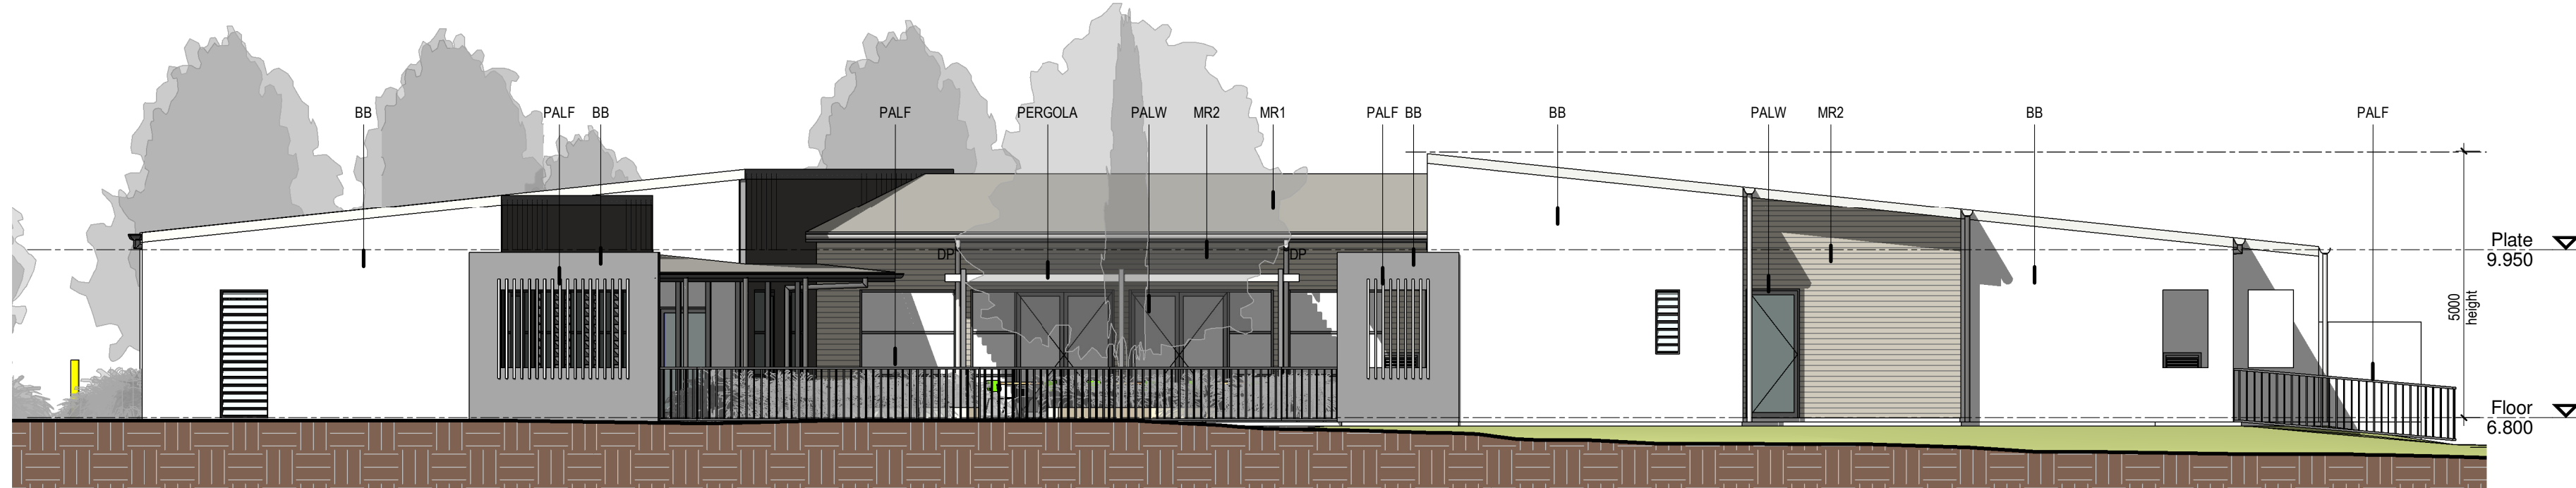 BB
PALF
BB
PALF
PERGOLA
PALW
MR2
MR1
PALF
BB
BB
PALW
MR2
BB
PALF
DP
DP
Plate
9.950
5000
height
Floor
6.800